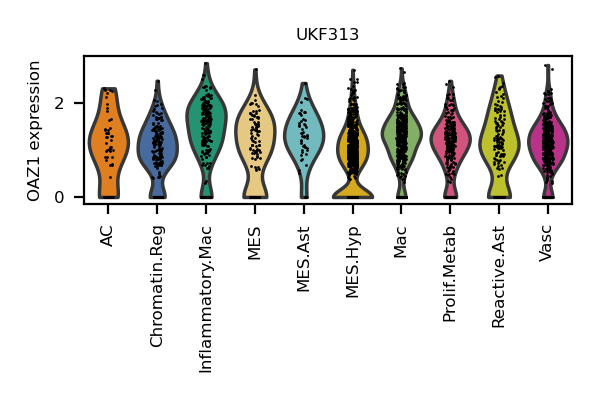 UKF313
OAZ1 expression
2
0
AC
Chromatin.Reg
Inflammatory.Mac
MES
MES.Ast
MES.Hyp
Mac
Prolif.Metab
Reactive.Ast
Vasc